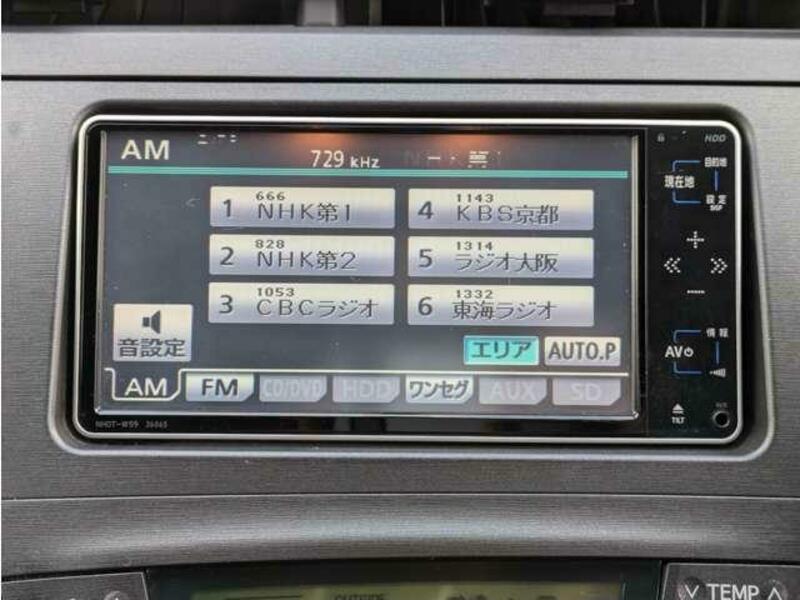 AM
729 kHz
HDD
目的地
現在地
設定
1 666 NHK第1
4 1143 KBS京都
2 828 NHK第2
5 1314 ラジオ大阪
3 1053 CBCラジオ
6 1332 東海ラジオ
音設定
エリア
AUTO.P
情報
AV
AM
FM
CD/DVD
HDD
ワンセグ
AUX
SD
TILT
NHDT-W59
OUTSIDE
TEMP